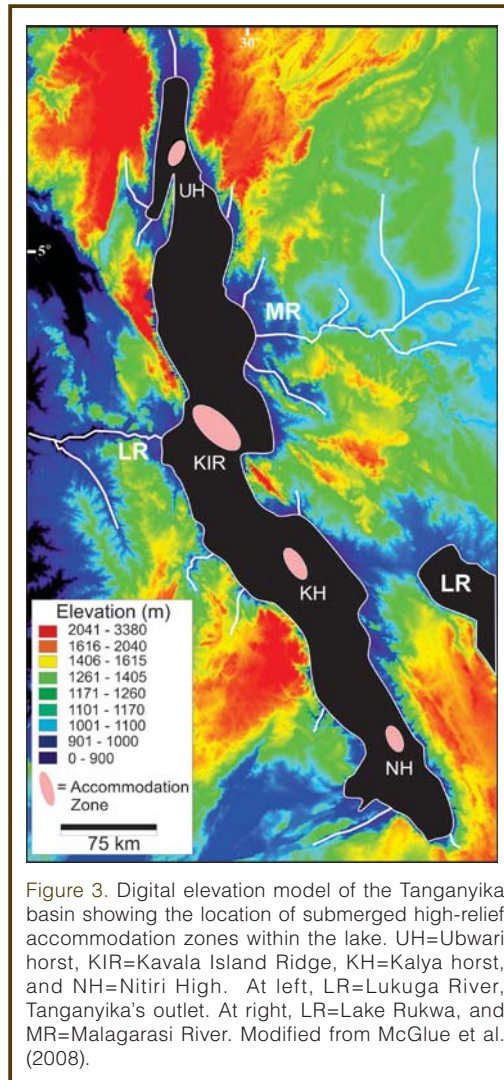 30°
UH
5°
MR
LR
KIR
KH
LR
NH
Elevation (m)
2041 - 3380
1616 - 2040
1406 - 1615
1261 - 1405
1171 - 1260
1101 - 1170
1001 - 1100
901 - 1000
0 - 900
= Accommodation
Zone
75 km
Figure 3. Digital elevation model of the Tanganyika
basin showing the location of submerged high-relief
accommodation zones within the lake. UH=Ubwari
horst, KIR=Kavala Island Ridge, KH=Kalya horst,
and NH=Nitiri High. At left, LR=Lukuga River,
Tanganyika's outlet. At right, LR=Lake Rukwa, and
MR=Malagarasi River. Modified from McGlue et al.
(2008).